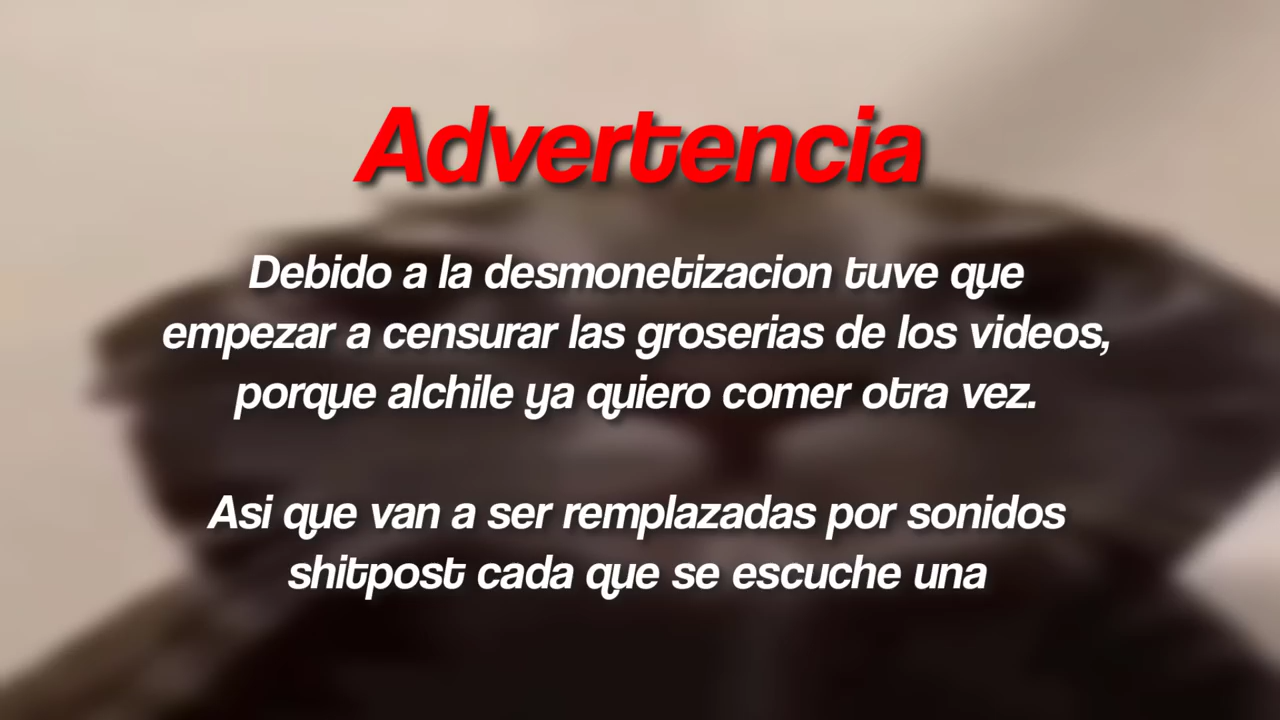 Advertencia
Debido a la desmonetizacion tuve que
empezar a censurar las groserias de los videos,
porque alchile ya quiero comer otra vez.
Asi que van a ser remplazadas por sonidos
shitpost cada que se escuche una